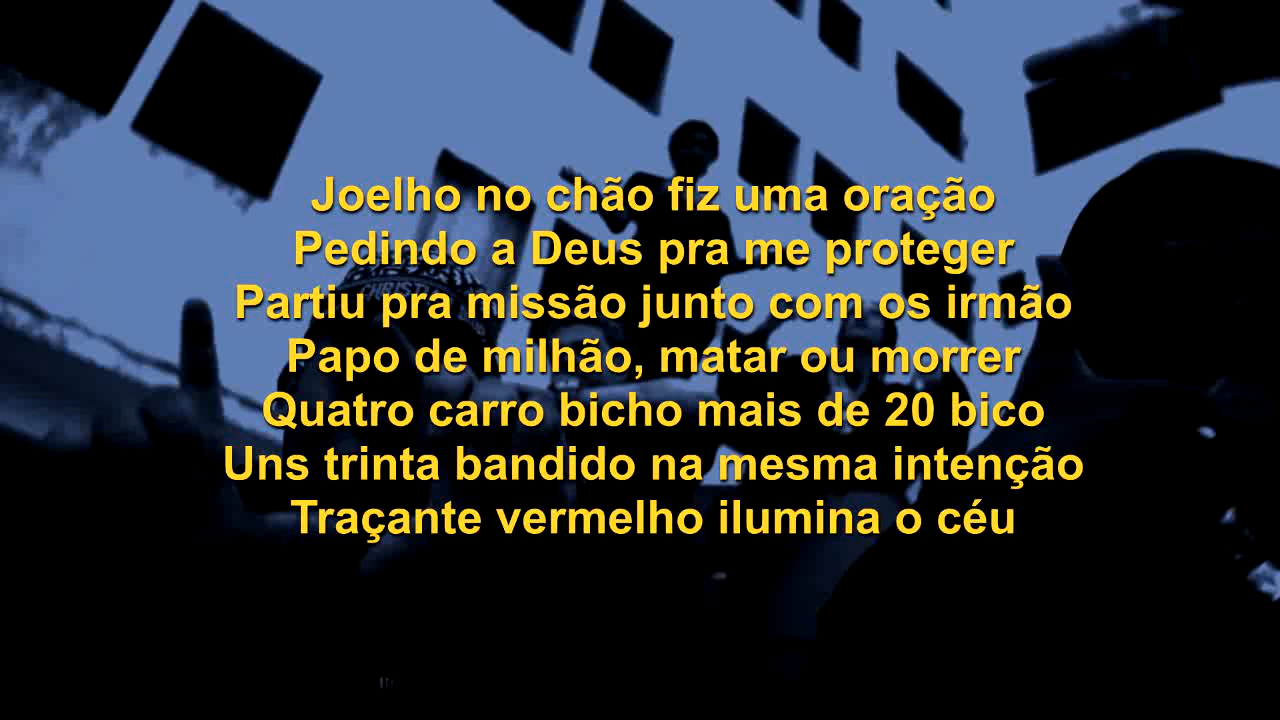 Joelho no chão fiz uma oração
Pedindo a Deus pra me proteger
Partiu pra missão junto com os irmão
Papo de milhão, matar ou morrer
Quatro carro bicho mais de 20 bico
Uns trinta bandido na mesma intenção
Traçante vermelho ilumina o céu